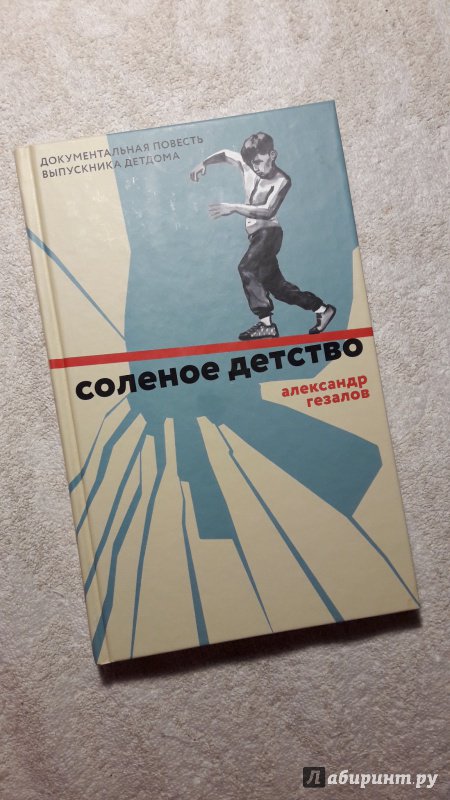 ДОКУМЕНТАЛЬНАЯ ПОВЕСТЬ
ВЫПУСКНИКА ДЕТДОМА
соленое детство
александр
гезалов
Лабиринт.ру